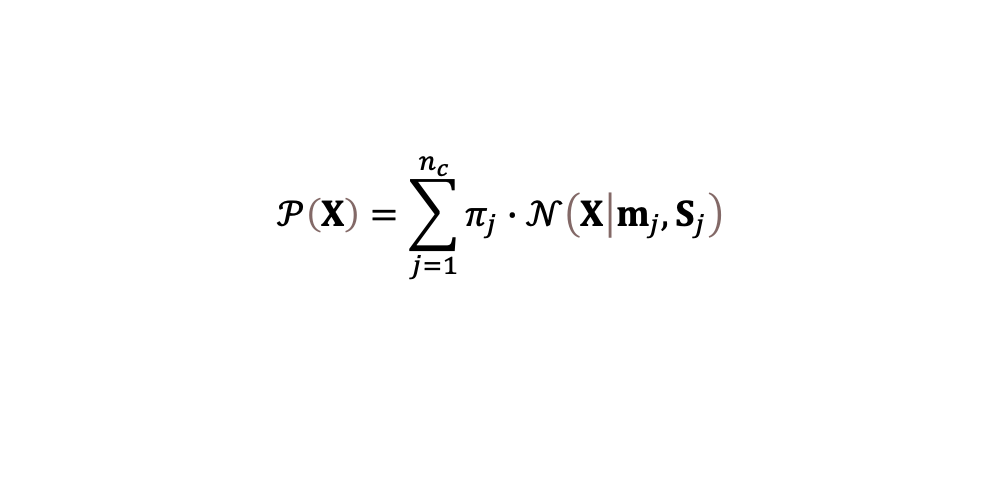 𝒫(𝐗) = ∑_{j=1}^{n_c} π_j · 𝒩(𝐗|𝐦_j, 𝐒_j)